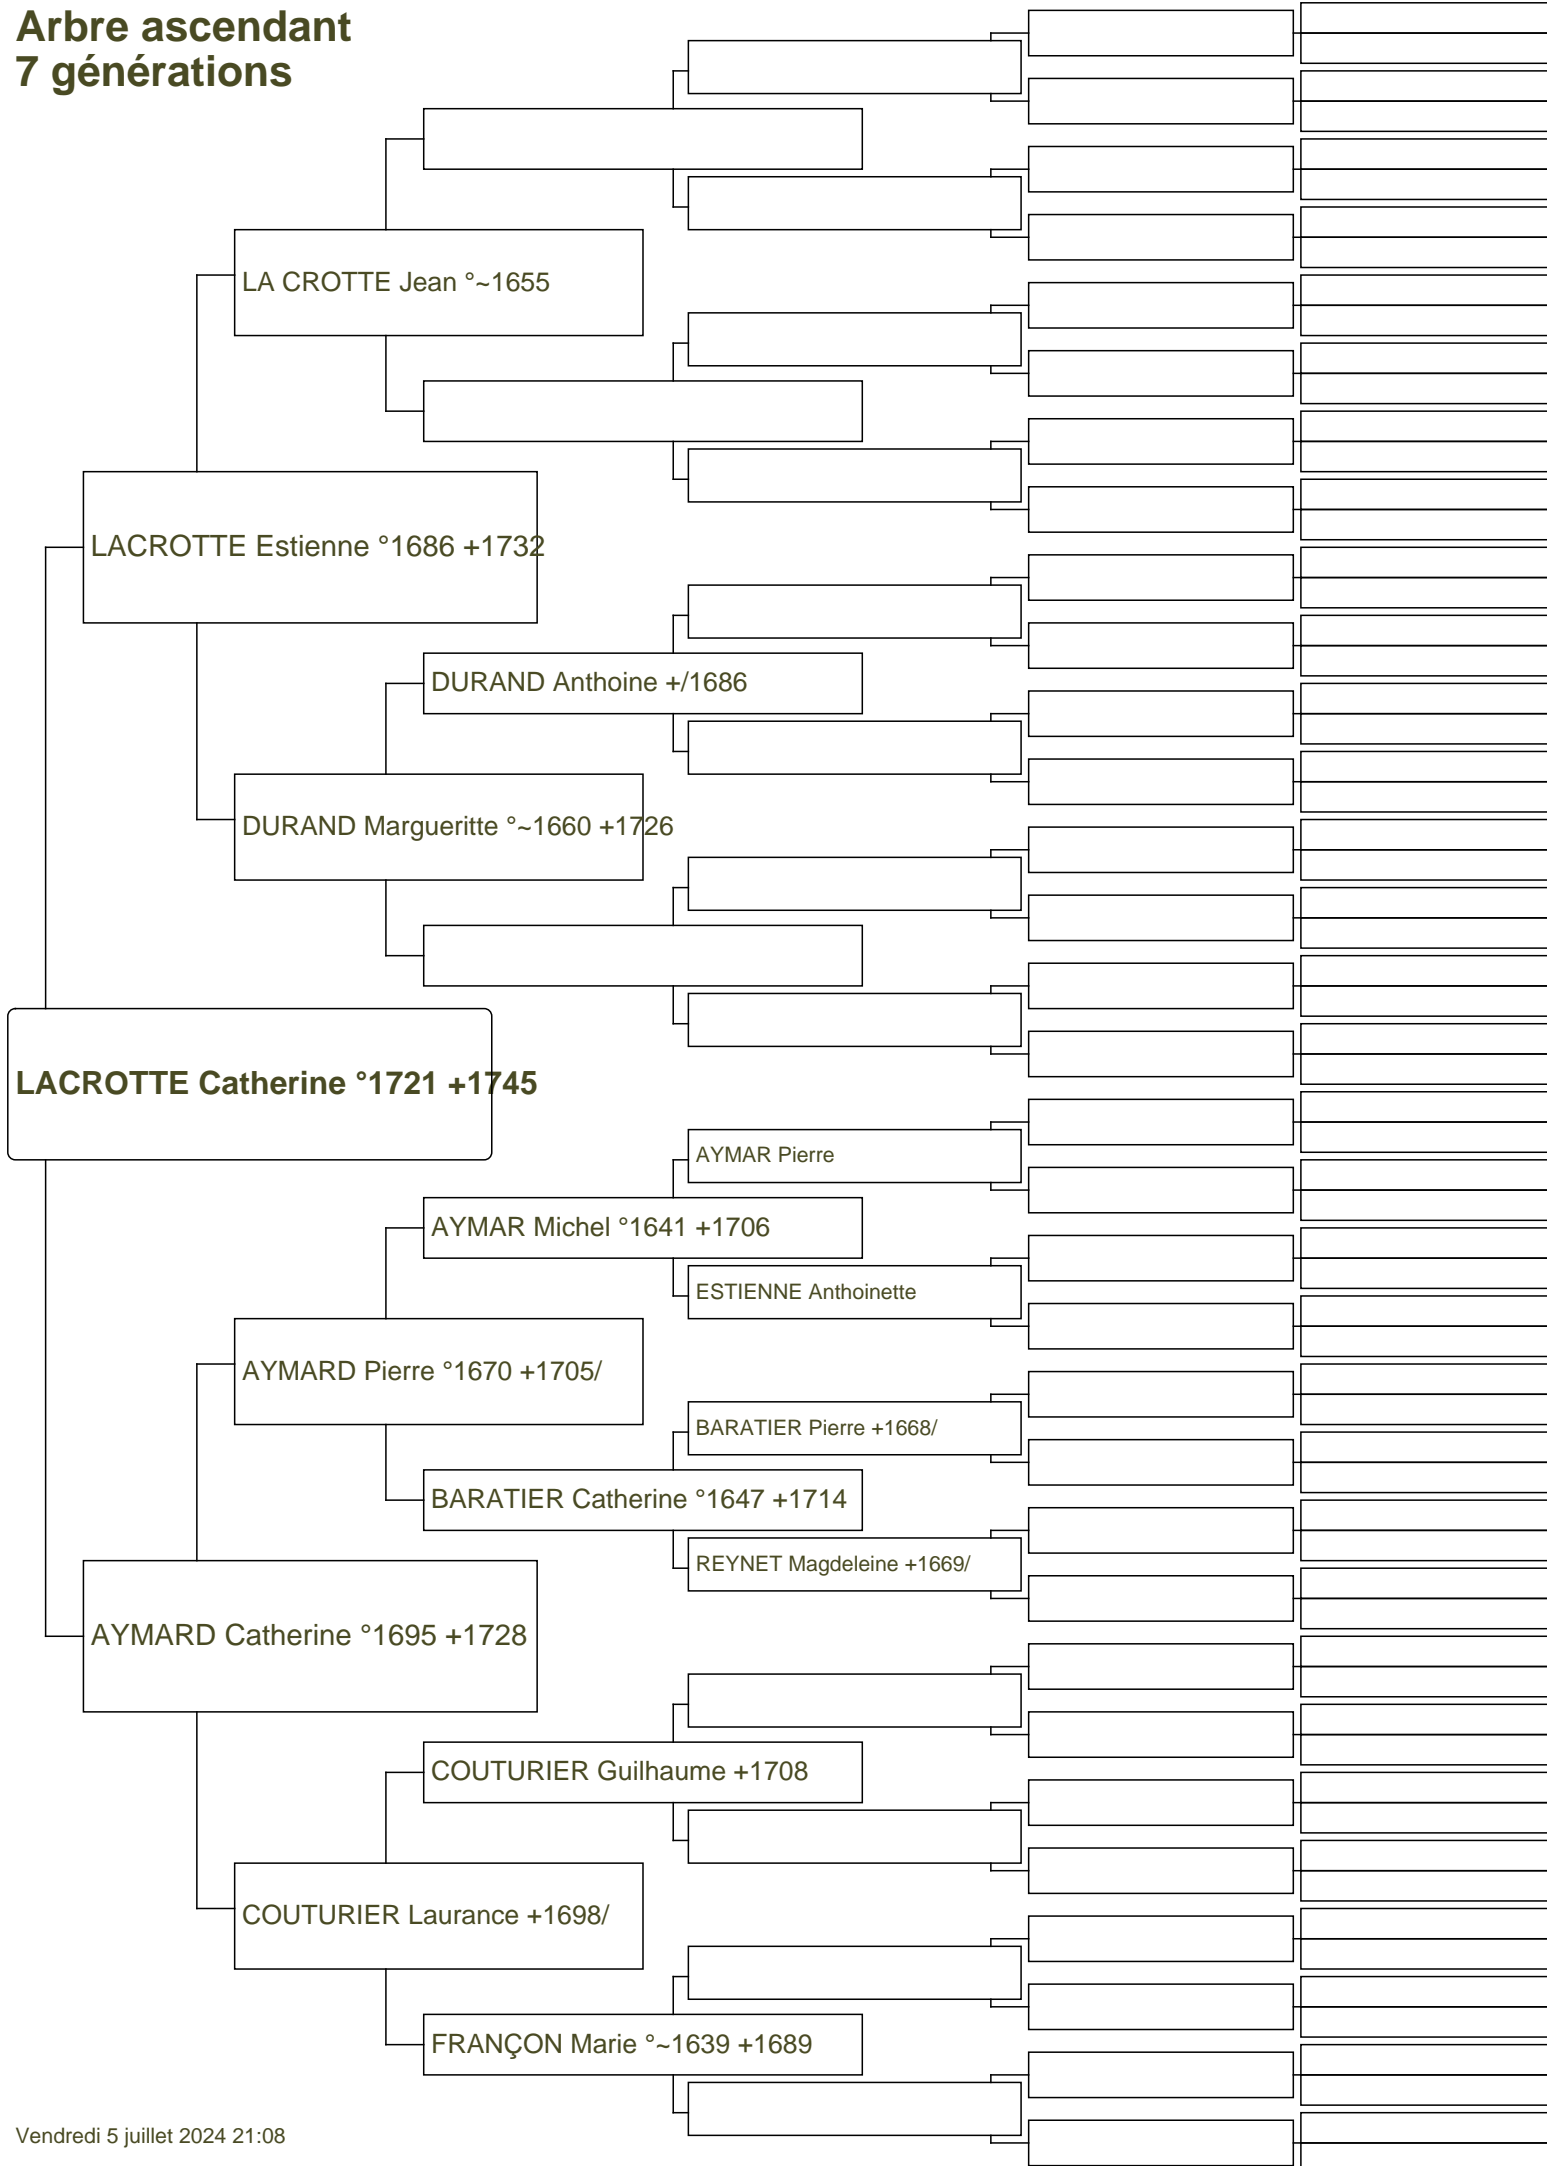 Arbre ascendant
7 générations
LA CROTTE Jean °~1655
LACROTTE Estienne °1686 +1732
DURAND Anthoine +/1686
DURAND Margueritte °~1660 +1726
LACROTTE Catherine °1721 +1745
AYMAR Pierre
AYMAR Michel °1641 +1706
ESTIENNE Anthoinette
AYMARD Pierre °1670 +1705/
BARATIER Pierre +1668/
BARATIER Catherine °1647 +1714
REYNET Magdeleine +1669/
AYMARD Catherine °1695 +1728
COUTURIER Guilhaume +1708
COUTURIER Laurance +1698/
FRANÇON Marie °~1639 +1689
Vendredi 5 juillet 2024 21:08